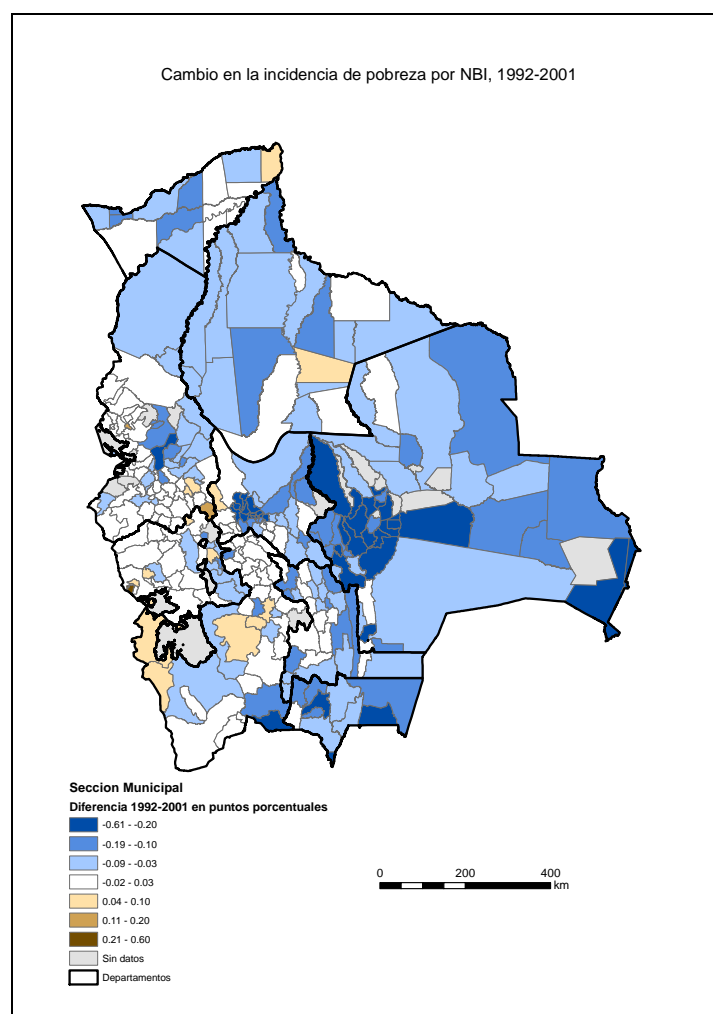 Cambio en la incidencia de pobreza por NBI, 1992-2001
Seccion Municipal
Diferencia 1992-2001 en puntos porcentuales
-0.61 - -0.20
-0.19 - -0.10
-0.09 - -0.03
-0.02 - 0.03
0.04 - 0.10
0.11 - 0.20
0.21 - 0.60
Sin datos
Departamentos
0 200 400
km